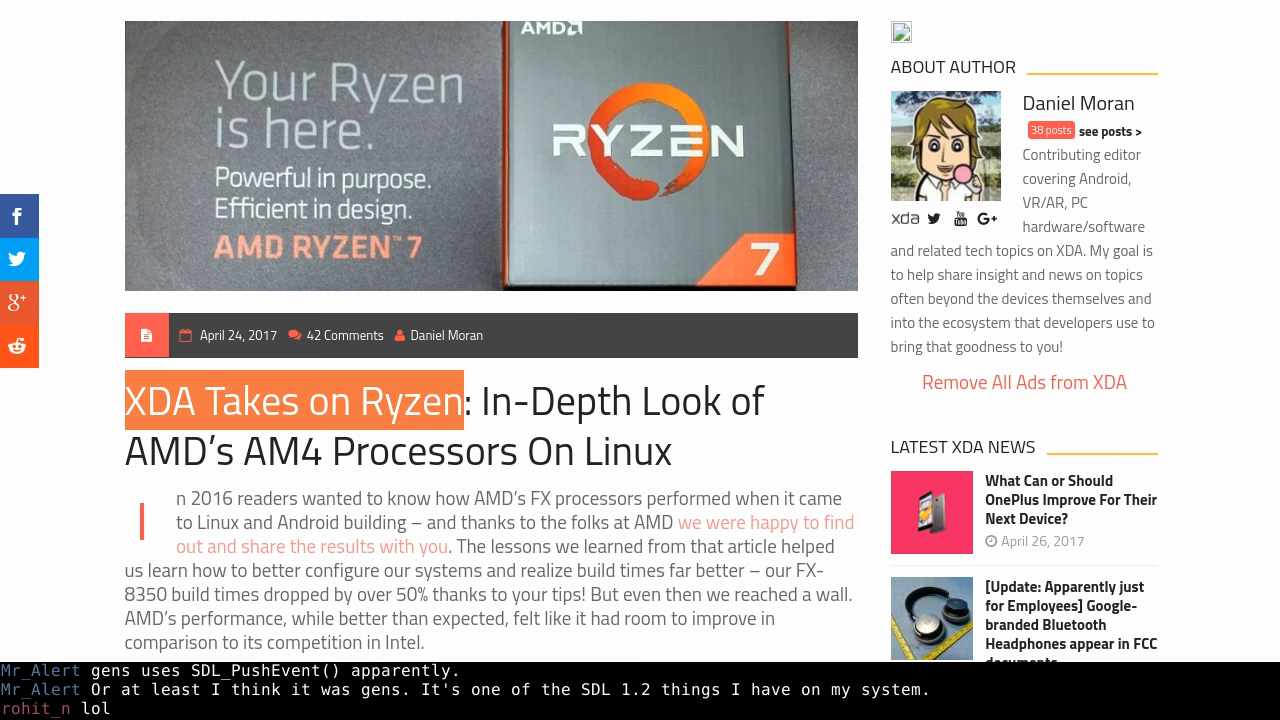 AMD
Your Ryzen
is here.
Powerful in purpose.
Efficient in design.
AMD RYZEN™ 7
RYZEN
7
April 24, 2017 42 Comments Daniel Moran
XDA Takes on Ryzen: In-Depth Look of
AMD’s AM4 Processors On Linux
In 2016 readers wanted to know how AMD’s FX processors performed when it came
to Linux and Android building – and thanks to the folks at AMD we were happy to find
out and share the results with you. The lessons we learned from that article helped
us learn how to better configure our systems and realize build times far better – our FX-
8350 build times dropped by over 50% thanks to your tips! But even then we reached a wall.
AMD’s performance, while better than expected, felt like it had room to improve in
comparison to its competition in Intel.
ABOUT AUTHOR
Daniel Moran
38 posts see posts >
Contributing editor
covering Android,
VR/AR, PC
hardware/software
and related tech topics on XDA. My goal is
to help share insight and news on topics
often beyond the devices themselves and
into the ecosystem that developers use to
bring that goodness to you!
xda You Tube G+
Remove All Ads from XDA
LATEST XDA NEWS
What Can or Should
OnePlus Improve For Their
Next Device?
April 26, 2017
[Update: Apparently just
for Employees] Google-
branded Bluetooth
Headphones appear in FCC
documents
Mr_Alert gens uses SDL_PushEvent() apparently.
Mr_Alert Or at least I think it was gens. It's one of the SDL 1.2 things I have on my system.
rohit_n lol